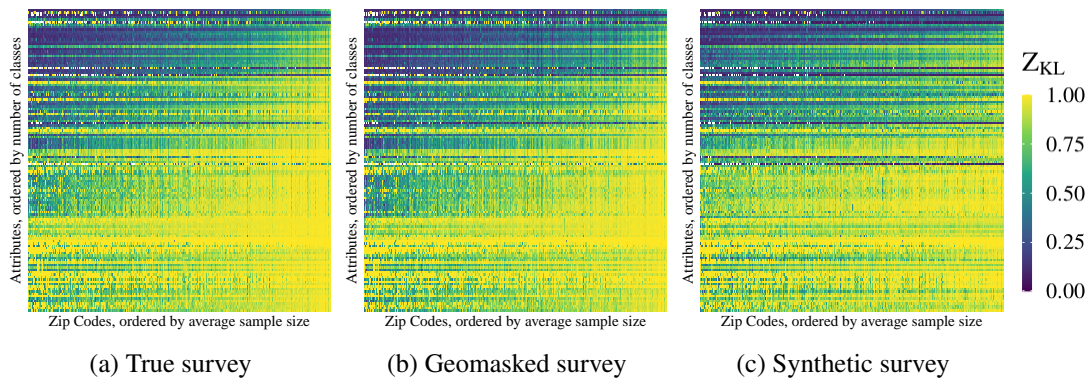 Attributes, ordered by number of classes
Zip Codes, ordered by average sample size
(a) True survey
Attributes, ordered by number of classes
Zip Codes, ordered by average sample size
(b) Geomasked survey
Attributes, ordered by number of classes
Zip Codes, ordered by average sample size
(c) Synthetic survey
ZKL
1.00
0.75
0.50
0.25
0.00